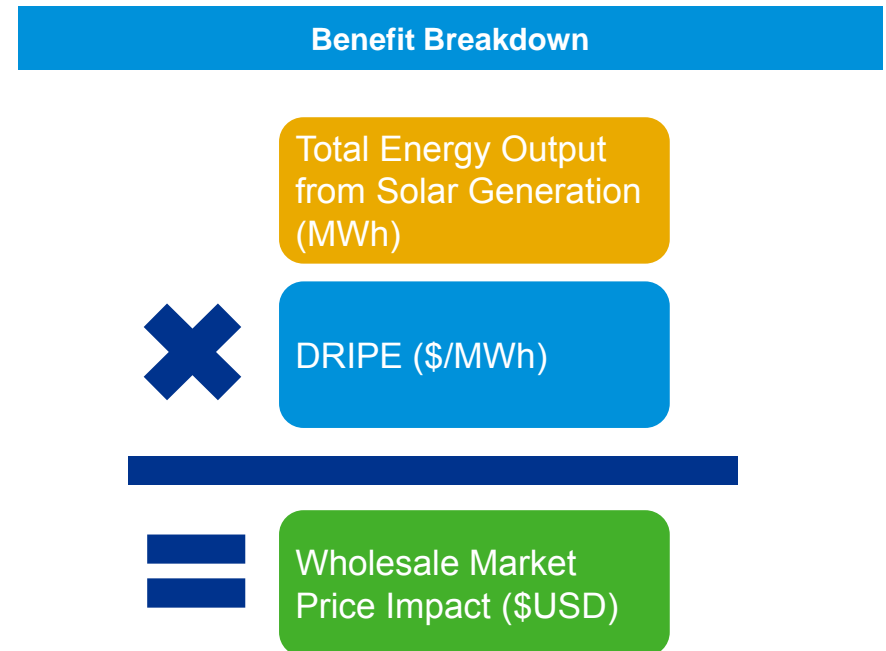 Benefit Breakdown
Total Energy Output
from Solar Generation
(MWh)
DRIPE ($/MWh)
Wholesale Market
Price Impact ($USD)